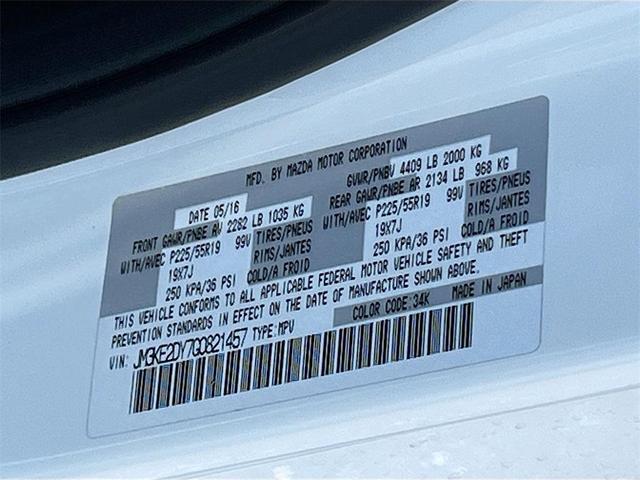 MFD. BY MAZDA MOTOR CORPORATION
DATE 05/16 GVWR/PNBV 4409 LB 2000 KG
FRONT GAWR/PNBE AV 2282 LB 1035 KG REAR GAWR/PNBE AR 2134 LB 968 KG
WITH/AVEC P225/55R19 99V TIRES/PNEUS WITH/AVEC P225/55R19 99V TIRES/PNEUS
19X7J RIMS/JANTES 19X7J RIMS/JANTES
250 KPA/36 PSI COLD/A FROID 250 KPA/36 PSI COLD/A FROID
THIS VEHICLE CONFORMS TO ALL APPLICABLE FEDERAL MOTOR VEHICLE SAFETY AND THEFT
PREVENTION STANDARDS IN EFFECT ON THE DATE OF MANUFACTURE SHOWN ABOVE.
COLOR CODE:34K MADE IN JAPAN
VIN: JM3KE2DY7G0821457 TYPE:MPV